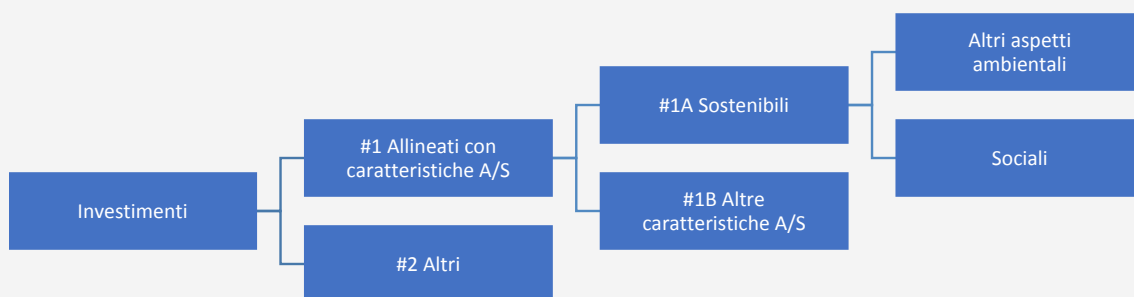 Investimenti
#1 Allineati con
caratteristiche A/S
#2 Altri
#1A Sostenibili
#1B Altre
caratteristiche A/S
Altri aspetti
ambientali
Sociali